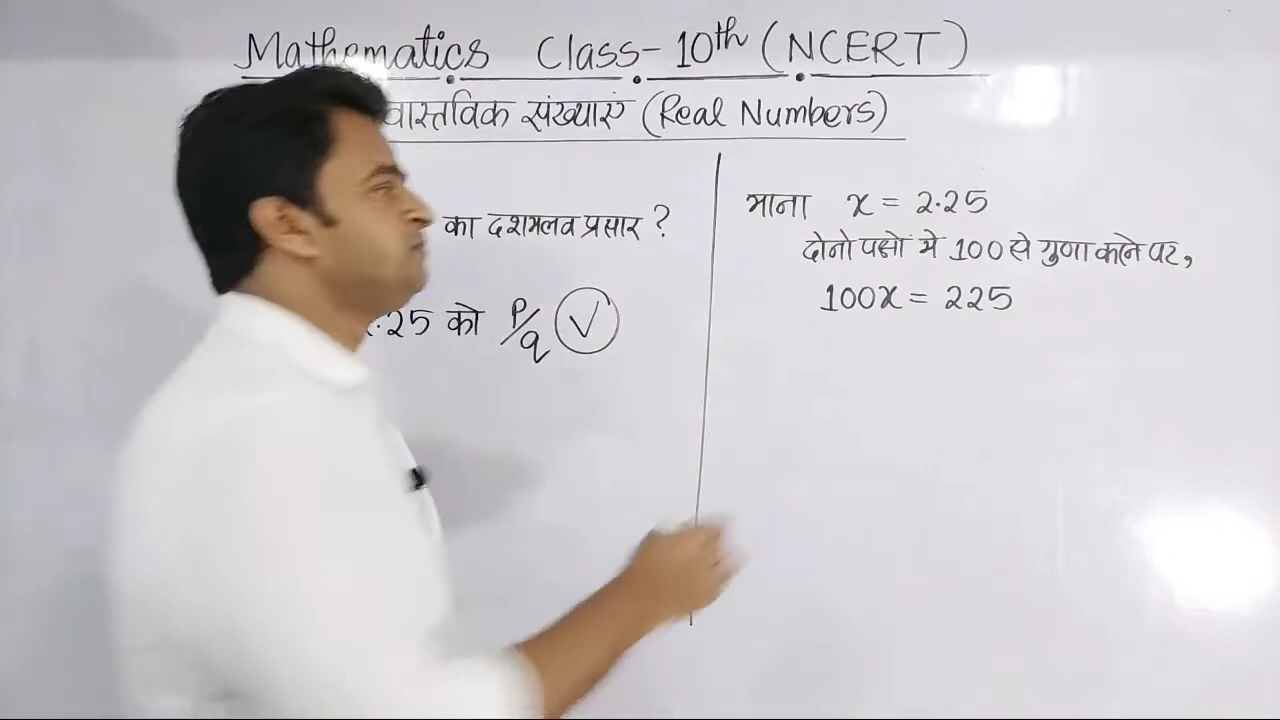 Mathematics Class-10th (NCERT)
वास्तविक संख्याएं (Real Numbers)
का दशमलव प्रसार ?
.25 को P/q ✓
माना x = 2.25
दोनो पक्षों मे 100 से गुणा करने पर,
100x = 225